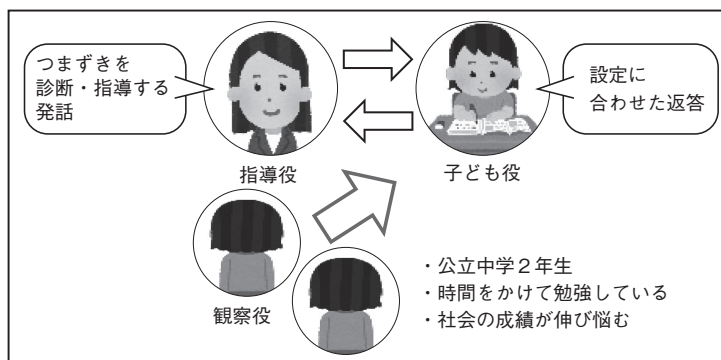 つまずきを
診断・指導する
発話
設定に
合わせた返答
指導役
子ども役
観察役
・公立中学２年生
・時間をかけて勉強している
・社会の成績が伸び悩む